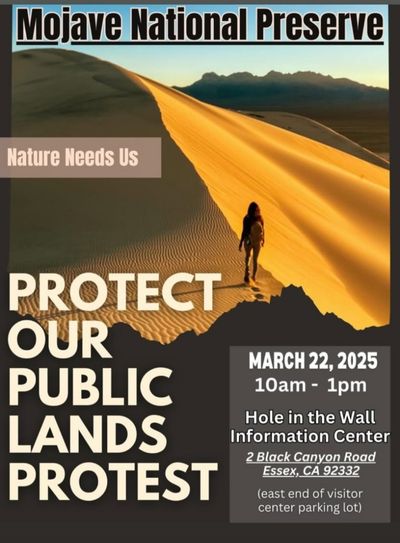 Mojave National Preserve
Nature Needs Us
PROTECT
OUR
PUBLIC
LANDS
PROTEST
MARCH 22, 2025
10am - 1pm
Hole in the Wall
Information Center
2 Black Canyon Road
Essex, CA 92332
(east end of visitor
center parking lot)